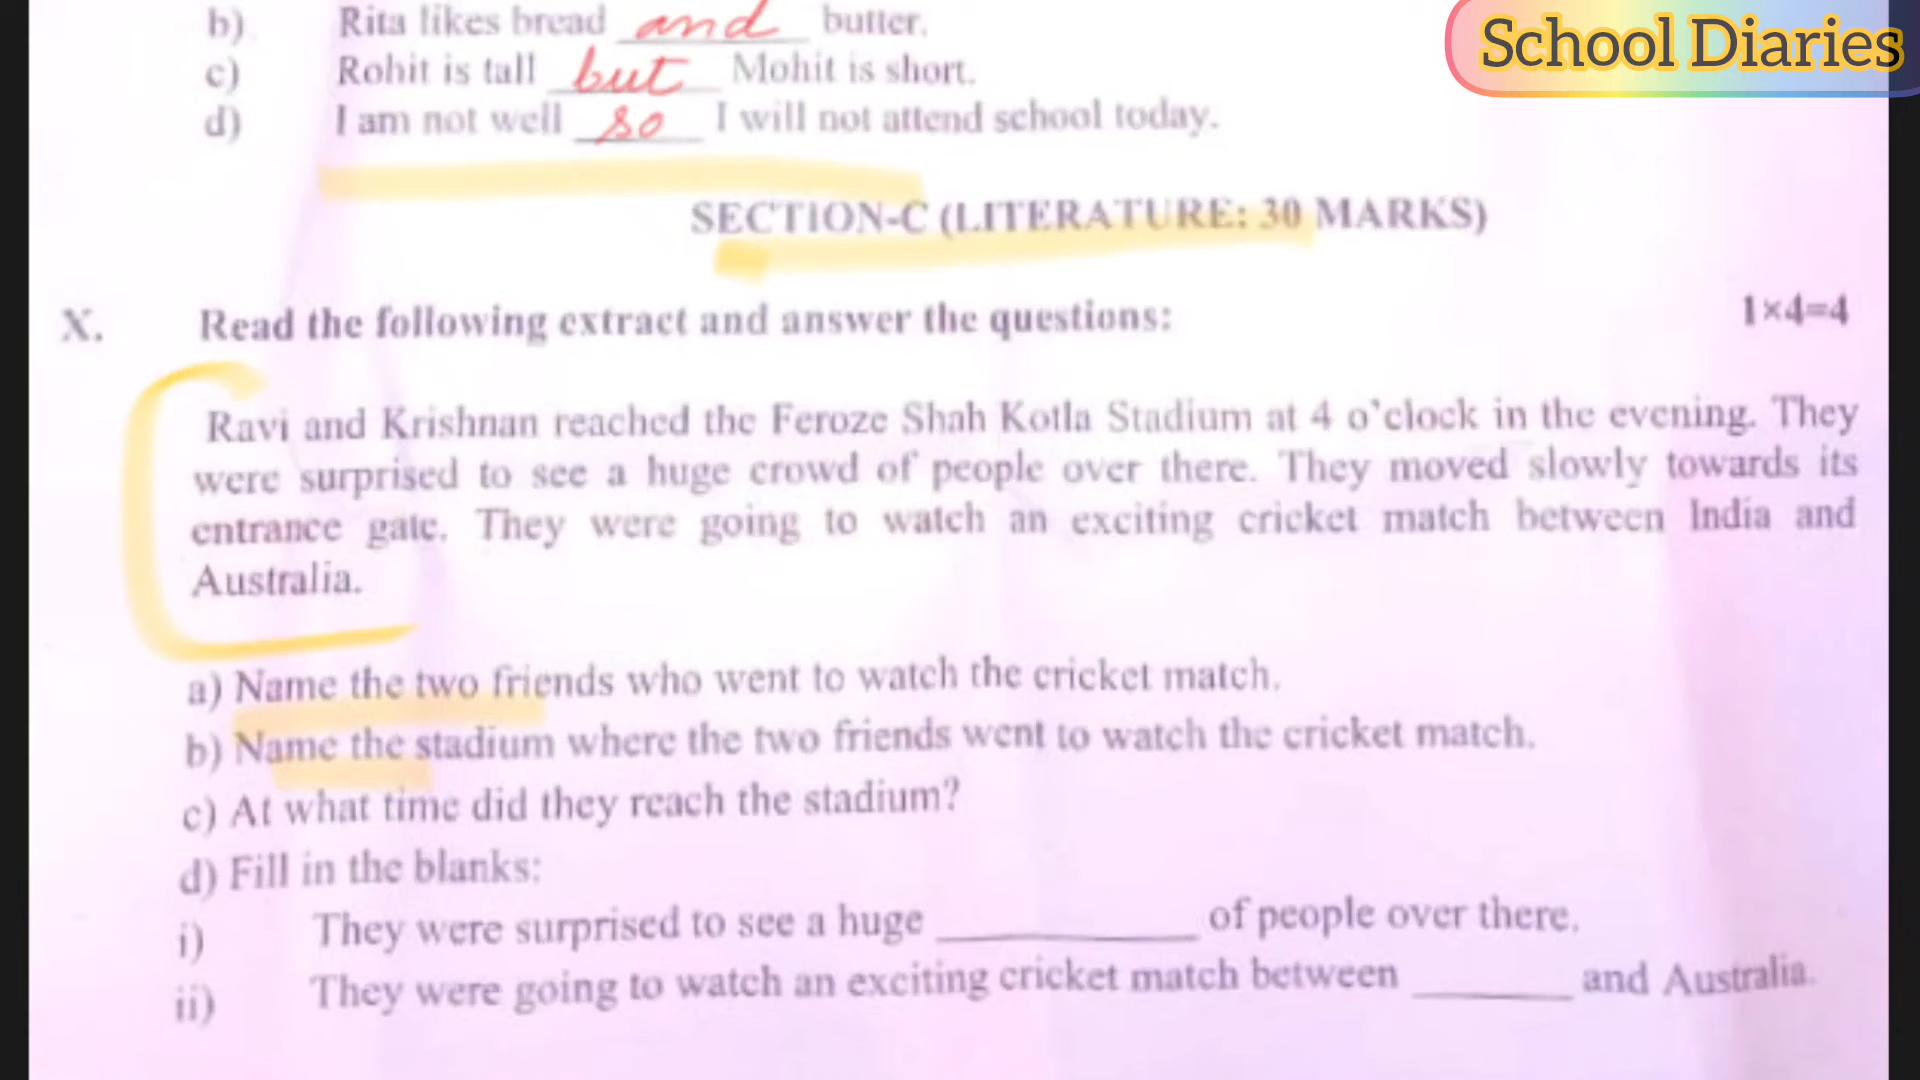 School Diaries
b) Rita likes bread and butter.
c) Rohit is tall but Mohit is short.
d) I am not well so I will not attend school today.
SECTION-C (LITERATURE: 30 MARKS)
X. Read the following extract and answer the questions: 1×4=4
Ravi and Krishnan reached the Feroze Shah Kotla Stadium at 4 o'clock in the evening. They
were surprised to see a huge crowd of people over there. They moved slowly towards its
entrance gate. They were going to watch an exciting cricket match between India and
Australia.
a) Name the two friends who went to watch the cricket match.
b) Name the stadium where the two friends went to watch the cricket match.
c) At what time did they reach the stadium?
d) Fill in the blanks:
i) They were surprised to see a huge __________ of people over there.
ii) They were going to watch an exciting cricket match between ______ and Australia.